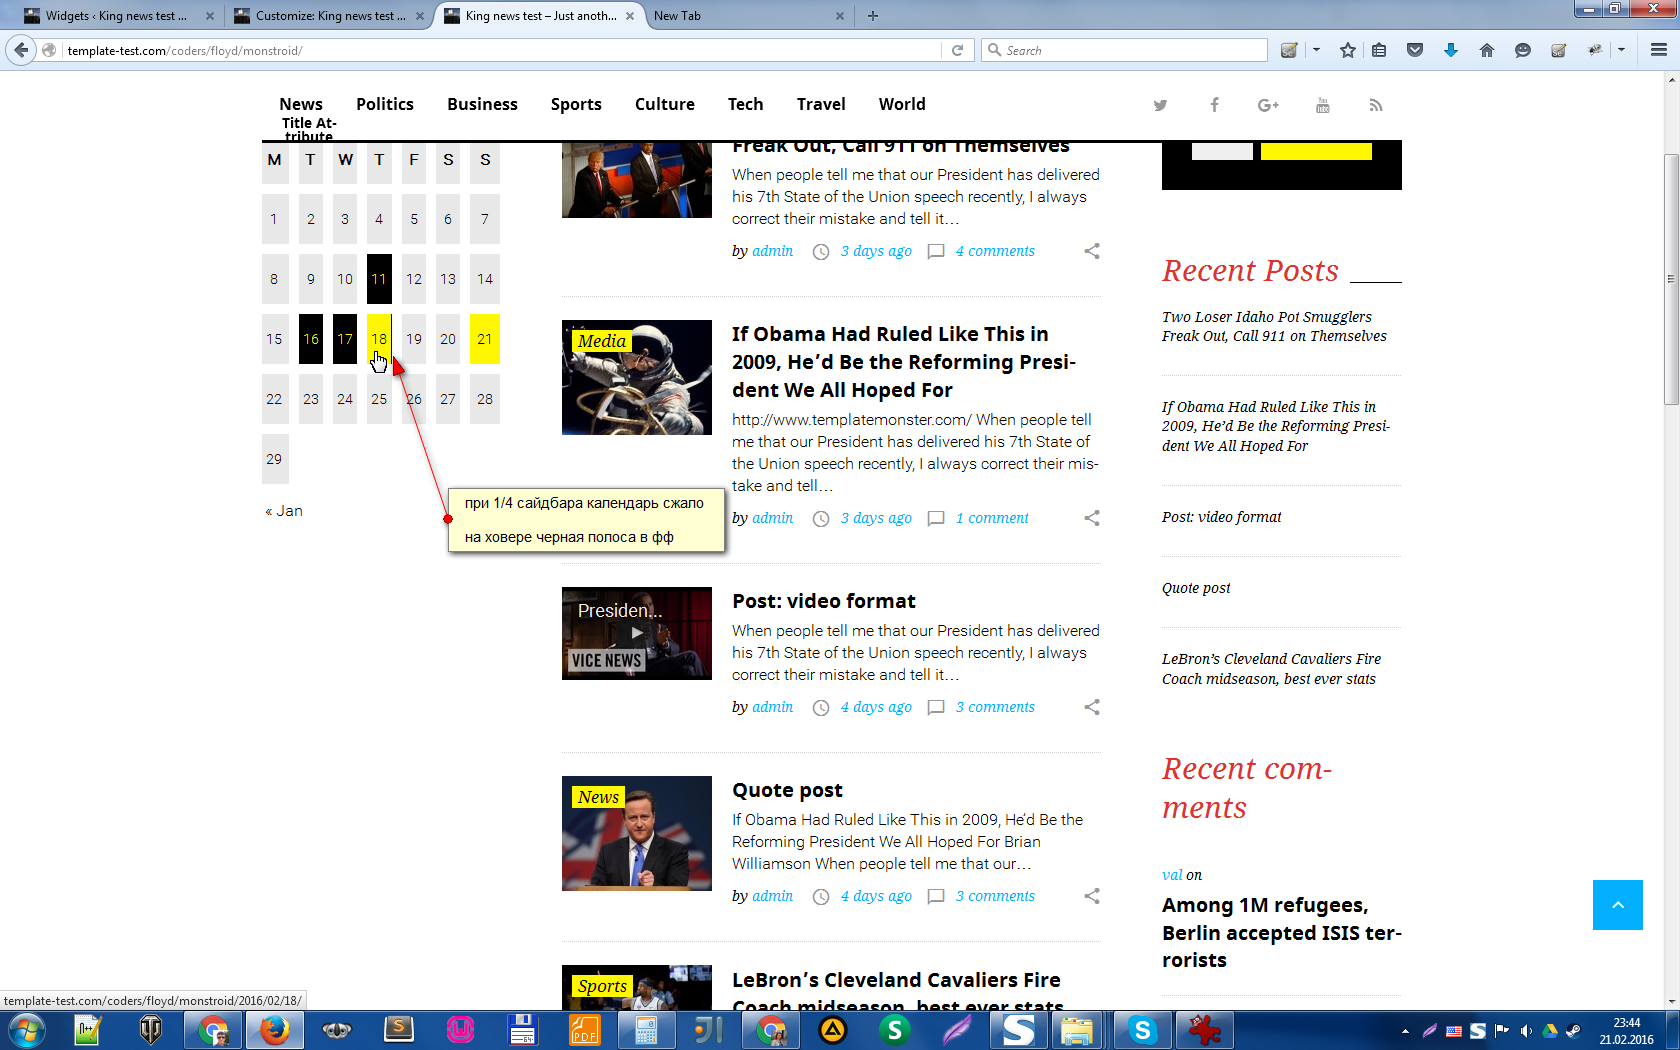 Widgets ‹ King news test ...
Customize: King news test ...
King news test – Just anoth...
New Tab
template-test.com/coders/floyd/monstroid/
Search
News
Politics
Business
Sports
Culture
Tech
Travel
World
Title At-
tribute
M T W T F S S
1 2 3 4 5 6 7
8 9 10 11 12 13 14
15 16 17 18 19 20 21
22 23 24 25 26 27 28
29
« Jan
при 1/4 сайдбара календарь сжало
на ховере черная полоса в фф
Freak Out, Call 911 on Themselves
When people tell me that our President has delivered
his 7th State of the Union speech recently, I always
correct their mistake and tell it…
by admin 3 days ago 4 comments
Media
If Obama Had Ruled Like This in
2009, He’d Be the Reforming Presi-
dent We All Hoped For
http://www.templatemonster.com/ When people tell
me that our President has delivered his 7th State of
the Union speech recently, I always correct their mis-
take and tell…
by admin 3 days ago 1 comment
Presiden...
VICE NEWS
Post: video format
When people tell me that our President has delivered
his 7th State of the Union speech recently, I always
correct their mistake and tell it…
by admin 4 days ago 3 comments
News
Quote post
If Obama Had Ruled Like This in 2009, He’d Be the
Reforming President We All Hoped For Brian
Williamson When people tell me that our…
by admin 4 days ago 3 comments
Sports
LeBron’s Cleveland Cavaliers Fire
Coach midseason, best ever stats
Recent Posts
Two Loser Idaho Pot Smugglers
Freak Out, Call 911 on Themselves
If Obama Had Ruled Like This in
2009, He’d Be the Reforming Presi-
dent We All Hoped For
Post: video format
Quote post
LeBron’s Cleveland Cavaliers Fire
Coach midseason, best ever stats
Recent com-
ments
val on
Among 1M refugees,
Berlin accepted ISIS ter-
rorists
template-test.com/coders/floyd/monstroid/2016/02/18/
PDF
23:44
21.02.2016